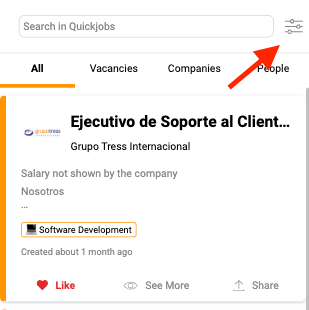 Search in Quickjobs
All
Vacancies
Companies
People
Ejecutivo de Soporte al Client...
grupotress
Grupo Tress Internacional
Salary not shown by the company
Nosotros
...
Software Development
Created about 1 month ago
Like
See More
Share